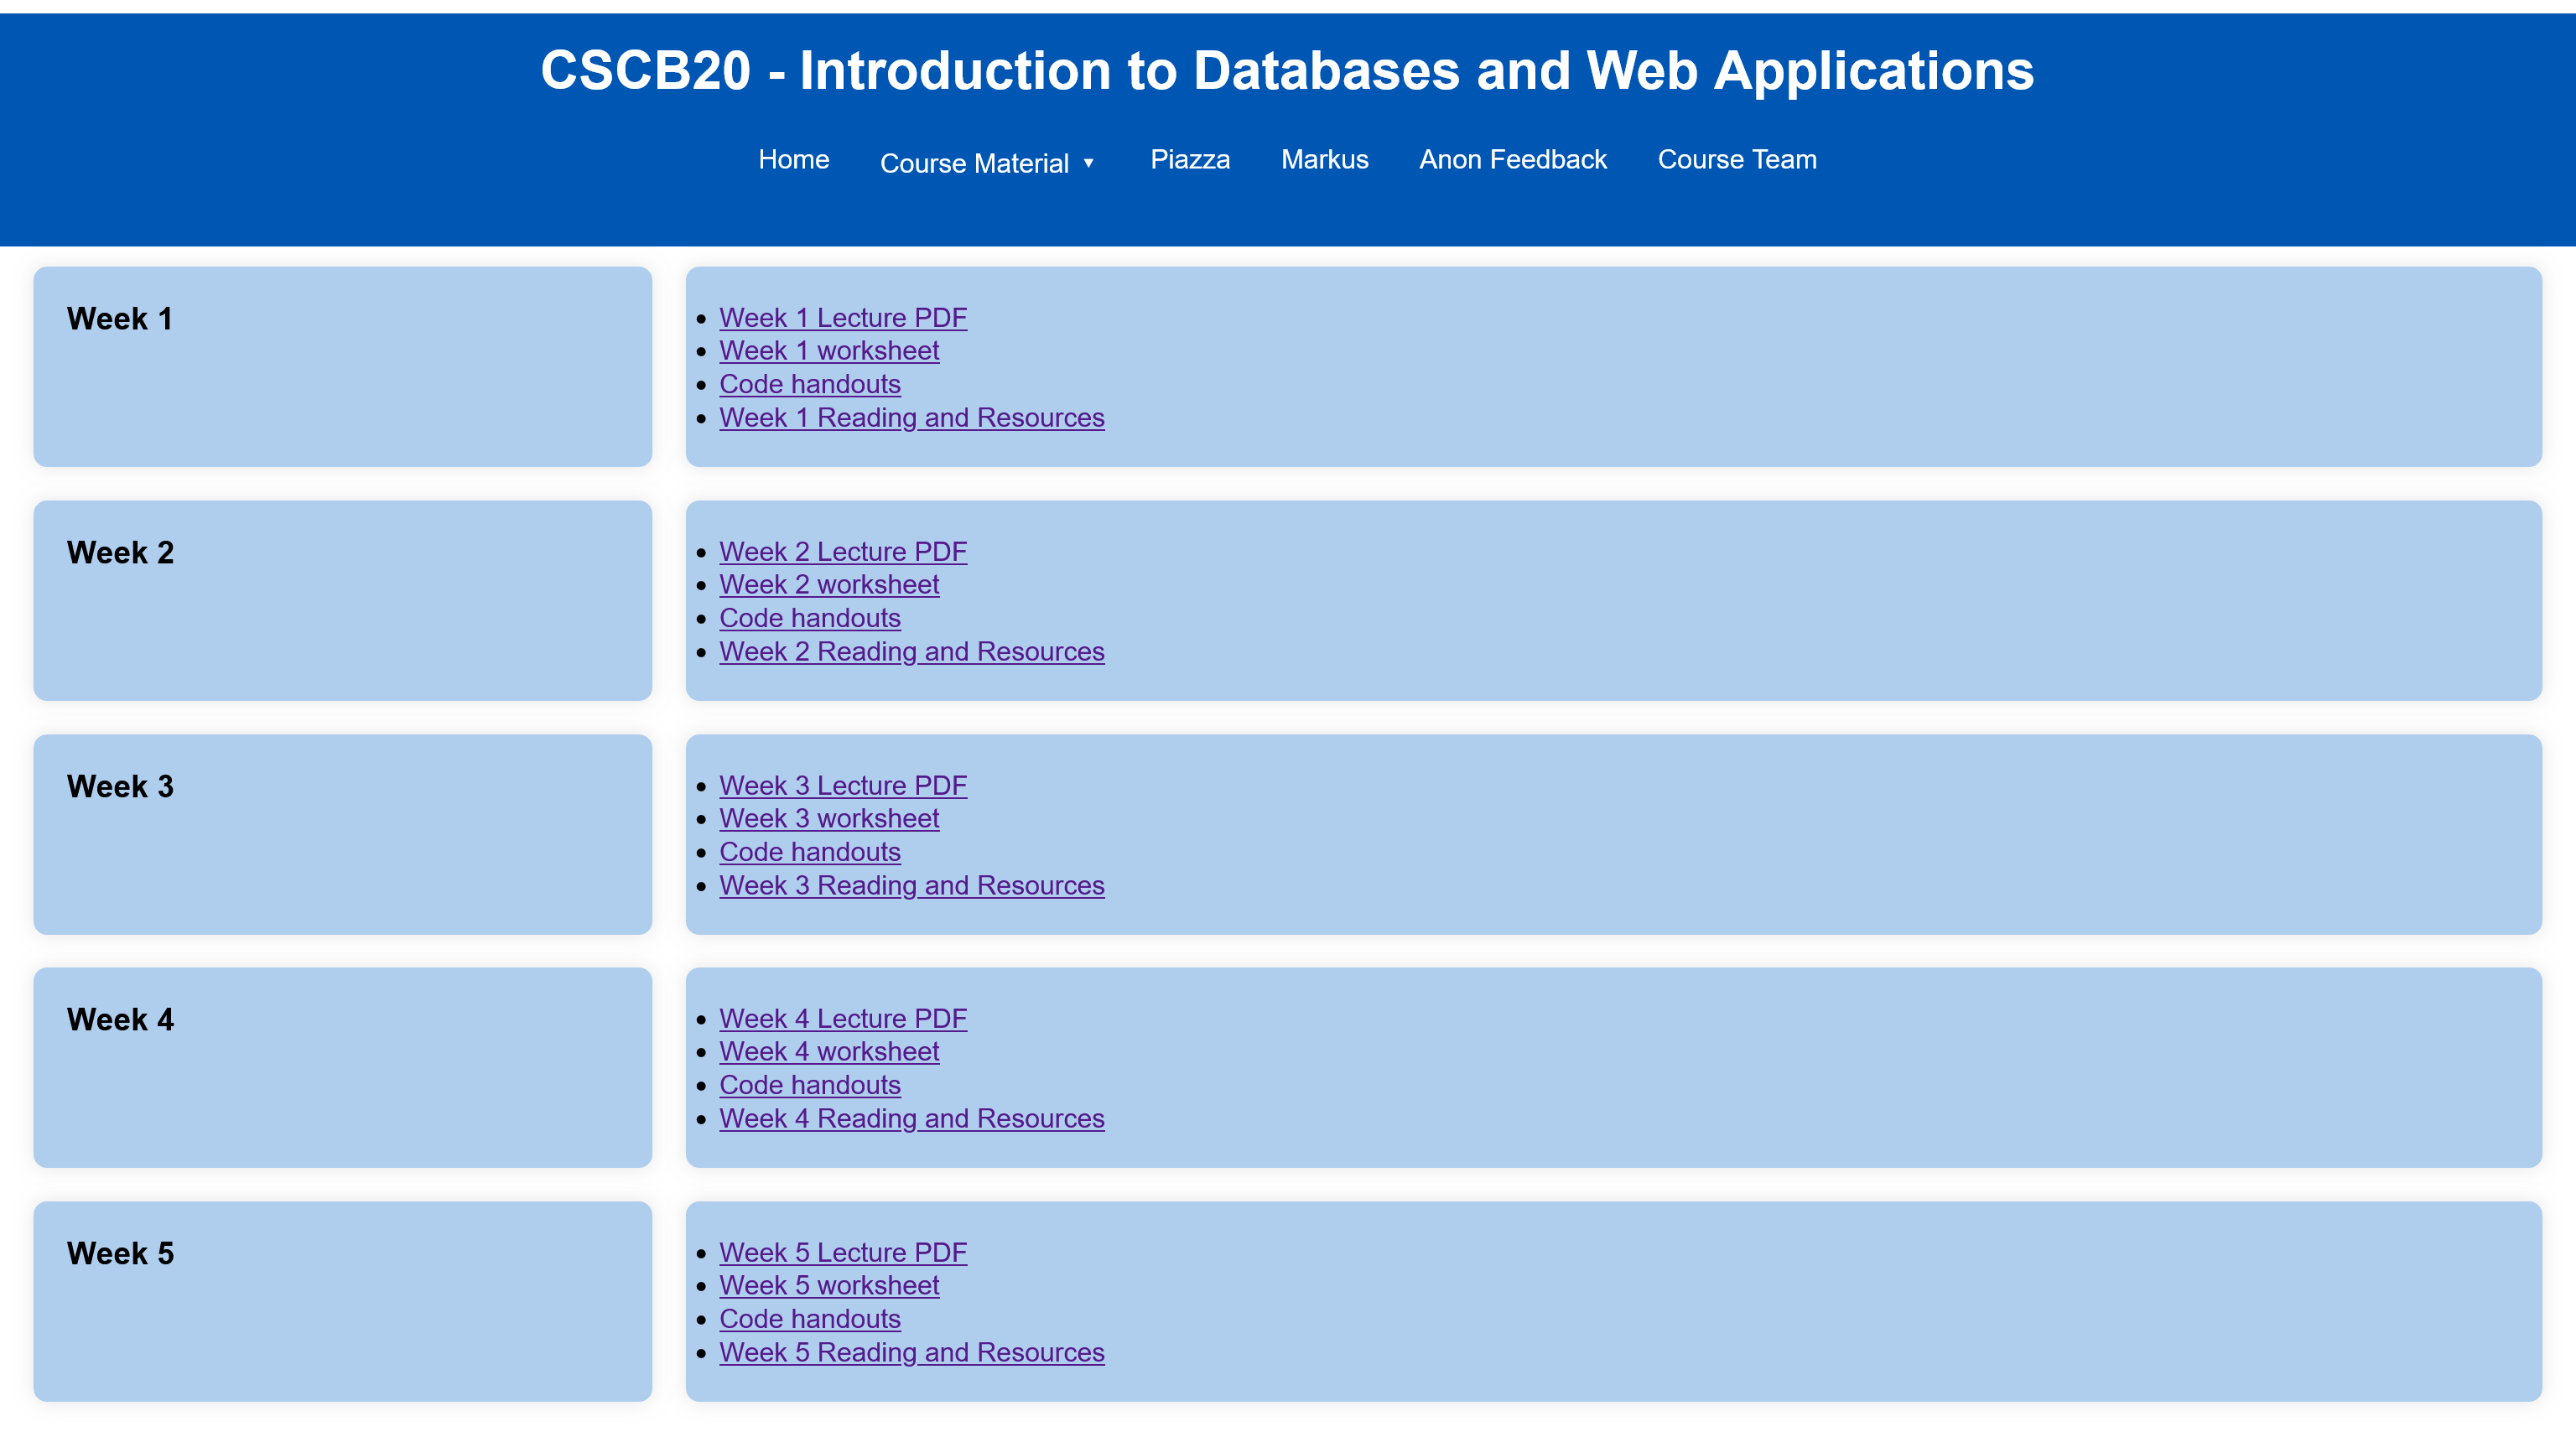 CSCB20 - Introduction to Databases and Web Applications
Home Course Material ▼ Piazza Markus Anon Feedback Course Team
Week 1
Week 1 Lecture PDF
Week 1 worksheet
Code handouts
Week 1 Reading and Resources
Week 2
Week 2 Lecture PDF
Week 2 worksheet
Code handouts
Week 2 Reading and Resources
Week 3
Week 3 Lecture PDF
Week 3 worksheet
Code handouts
Week 3 Reading and Resources
Week 4
Week 4 Lecture PDF
Week 4 worksheet
Code handouts
Week 4 Reading and Resources
Week 5
Week 5 Lecture PDF
Week 5 worksheet
Code handouts
Week 5 Reading and Resources